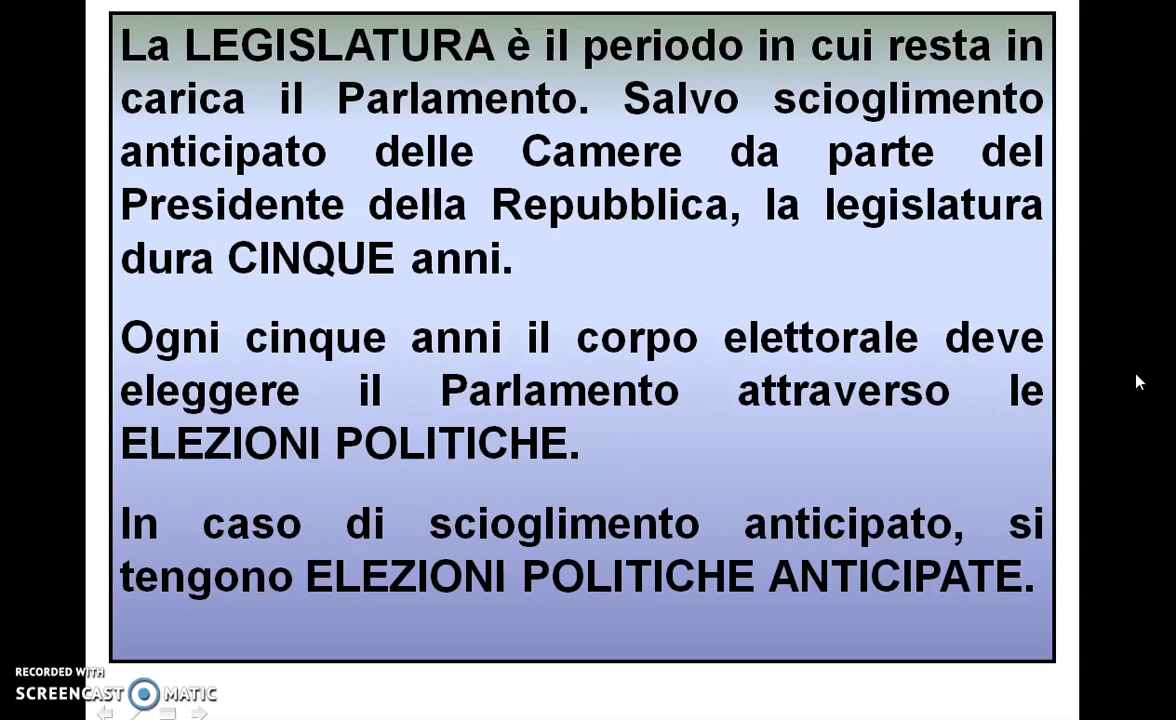 La LEGISLATURA è il periodo in cui resta in
carica il Parlamento. Salvo scioglimento
anticipato delle Camere da parte del
Presidente della Repubblica, la legislatura
dura CINQUE anni.
Ogni cinque anni il corpo elettorale deve
eleggere il Parlamento attraverso le
ELEZIONI POLITICHE.
In caso di scioglimento anticipato, si
tengono ELEZIONI POLITICHE ANTICIPATE.
RECORDED WITH
SCREENCAST MATIC